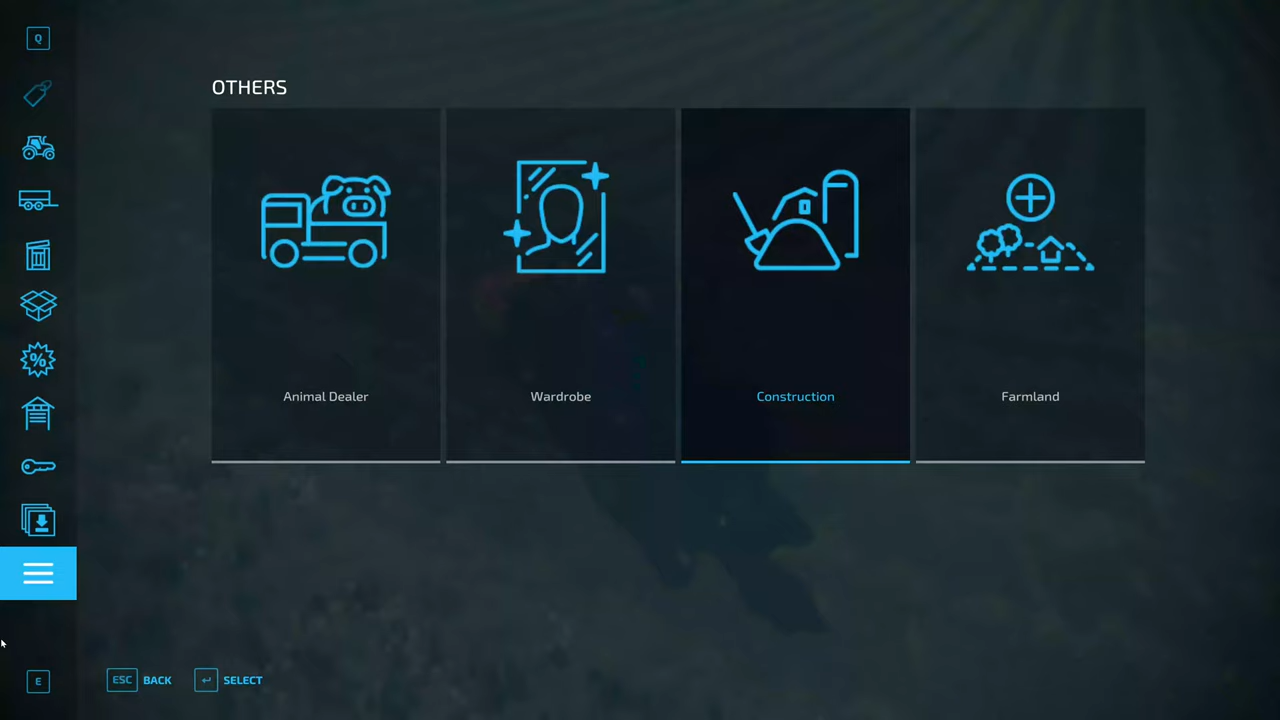 Q
OTHERS
%
Animal Dealer
Wardrobe
Construction
Farmland
E
ESC BACK
SELECT